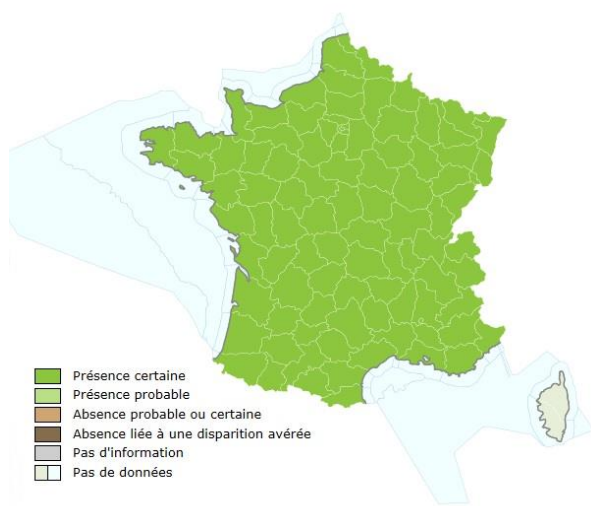 Présence certaine
Présence probable
Absence probable ou certaine
Absence liée à une disparition avérée
Pas d'information
Pas de données